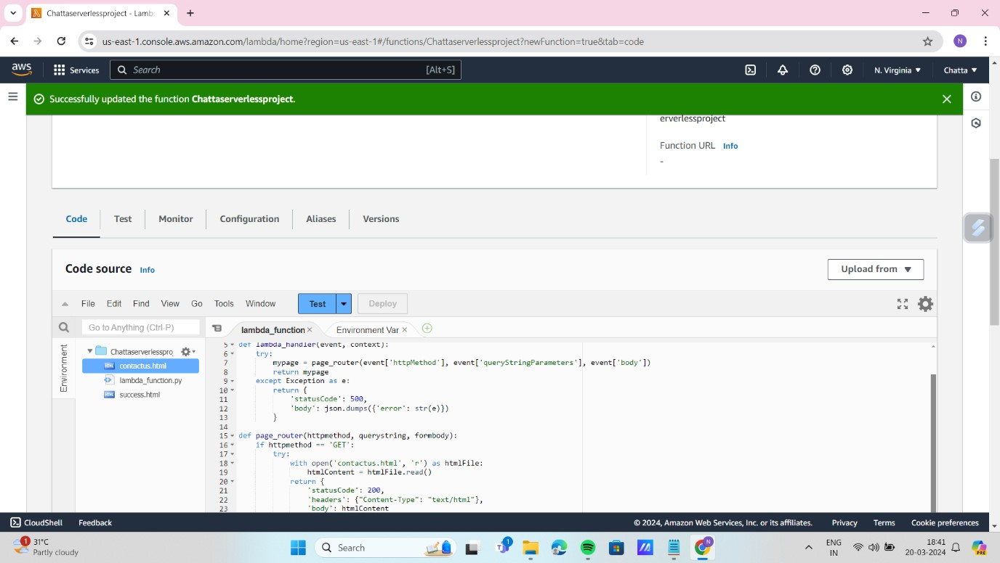 Chattaserverlessproject - Lamb
us-east-1.console.aws.amazon.com/lambda/home?region=us-east-1#/functions/Chattaserverlessproject?newFunction=true&tab=code
N
aws
Services
Search
[Alt+S]
N. Virginia
Chatta
Successfully updated the function Chattaserverlessproject.
erverlessproject
Function URL Info
-
Code
Test
Monitor
Configuration
Aliases
Versions
Code source Info
Upload from
File Edit Find View Go Tools Window
Test
Deploy
Go to Anything (Ctrl-P)
lambda_function
Environment Var
Environment
Chattaserverlesspro
contactus.html
lambda_function.py
success.html
5 def lambda_handler(event, context):
6 try:
7 mypage = page_router(event['httpMethod'], event['queryStringParameters'], event['body'])
8 return mypage
9 except Exception as e:
10 return {
11 'statusCode': 500,
12 'body': json.dumps({'error': str(e)})
13 }
14
15 def page_router(httpmethod, querystring, formbody):
16 if httpmethod == 'GET':
17 try:
18 with open('contactus.html', 'r') as htmlFile:
19 htmlContent = htmlFile.read()
20 return {
21 'statusCode': 200,
22 'headers': {"Content-Type": "text/html"},
23 'body': htmlContent
CloudShell
Feedback
© 2024, Amazon Web Services, Inc. or its affiliates.
Privacy
Terms
Cookie preferences
1
31°C
Partly cloudy
Search
1
N
ENG
IN
18:41
20-03-2024
PRE